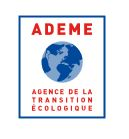 ADEME
AGENCE DE LA
TRANSITION
ÉCOLOGIQUE